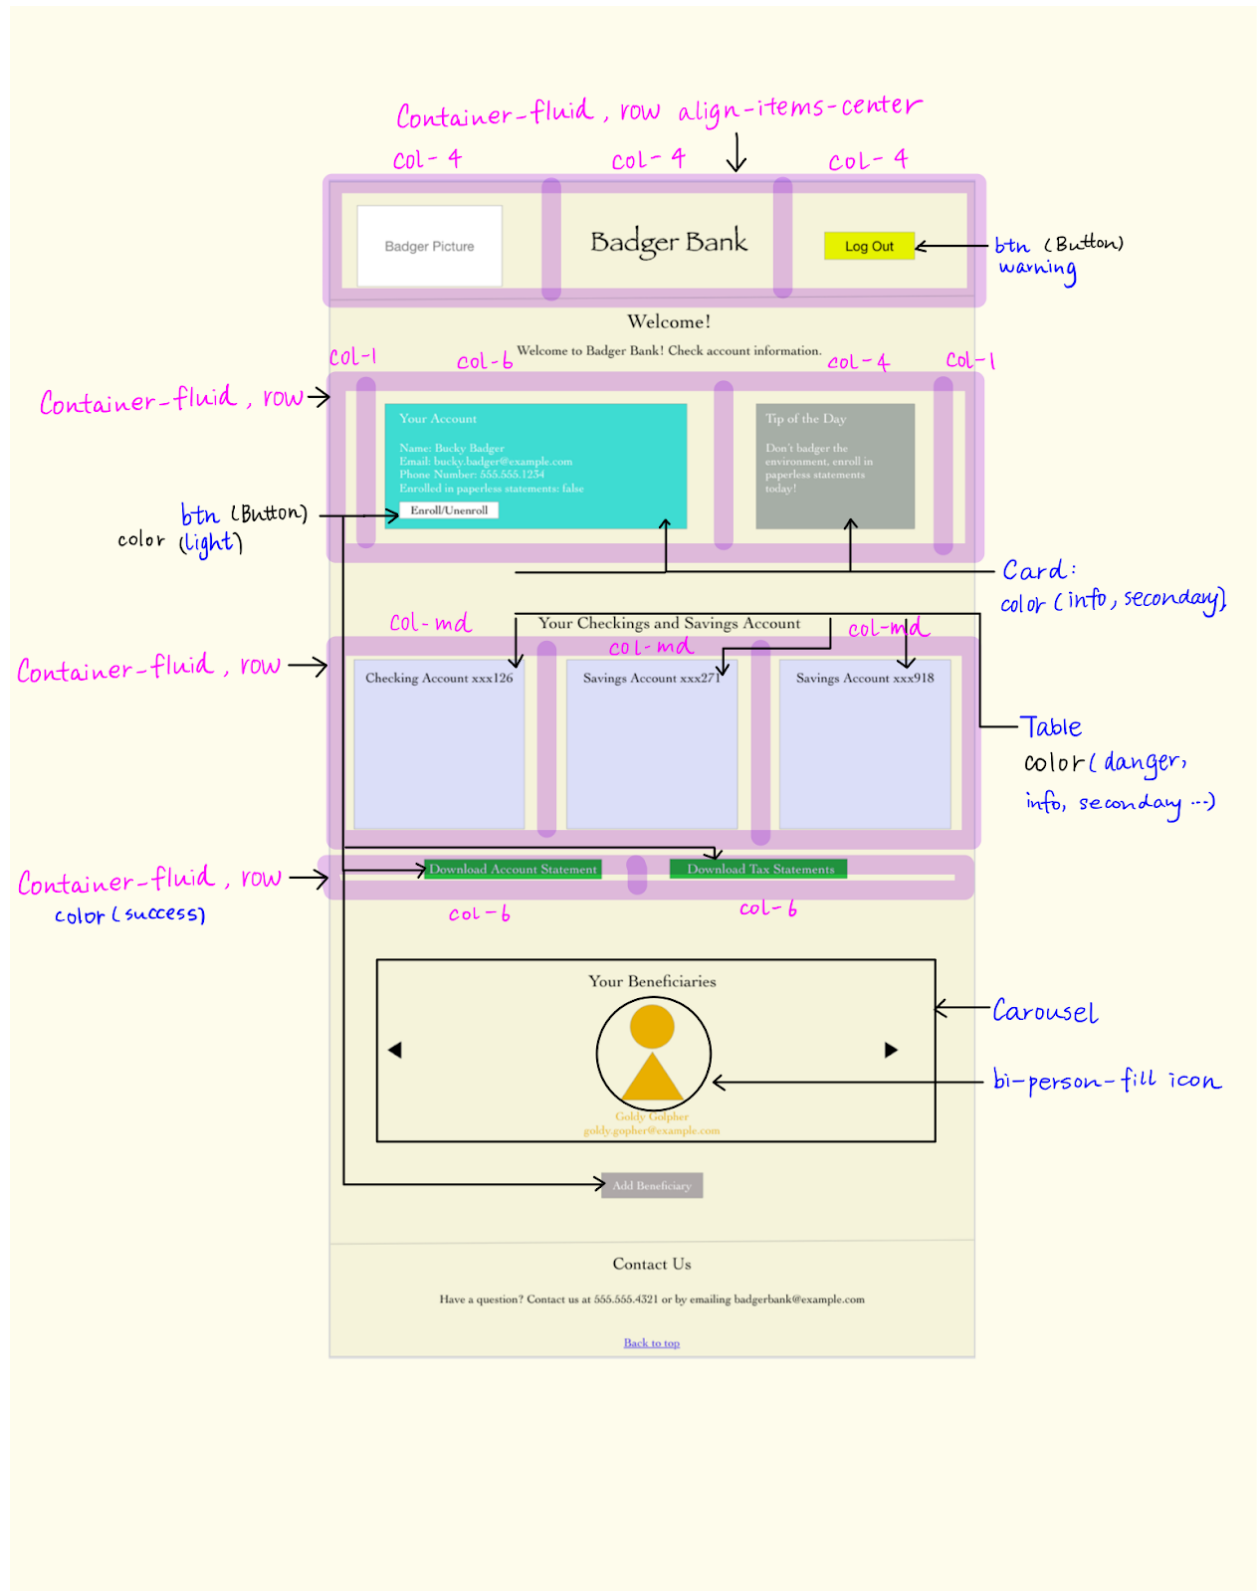 Container-fluid, row align-items-center
col-4 col-4 col-4
Badger Picture
Badger Bank
Log Out
btn (Button)
warning
Welcome!
Welcome to Badger Bank! Check account information.
col-1 col-6 col-4 col-1
Container-fluid, row
Your Account
Name: Bucky Badger
Email: bucky.badger@example.com
Phone Number: 555.555.1234
Enrolled in paperless statements: false
Enroll/Unenroll
Tip of the Day
Don't badger the
environment, enroll in
paperless statements
today!
btn (Button)
color (light)
Card:
color (info, secondary)
Your Checkings and Savings Account
col-md col-md col-md
Container-fluid, row
Checking Account xxx126
Savings Account xxx271
Savings Account xxx918
Table
color (danger,
info, secondary ...)
Container-fluid, row
color (success)
Download Account Statement
Download Tax Statements
col-6 col-6
Your Beneficiaries
Carousel
bi-person-fill icon
Goldy Golpher
goldy.gopher@example.com
Add Beneficiary
Contact Us
Have a question? Contact us at 555.555.4321 or by emailing badgerbank@example.com
Back to top